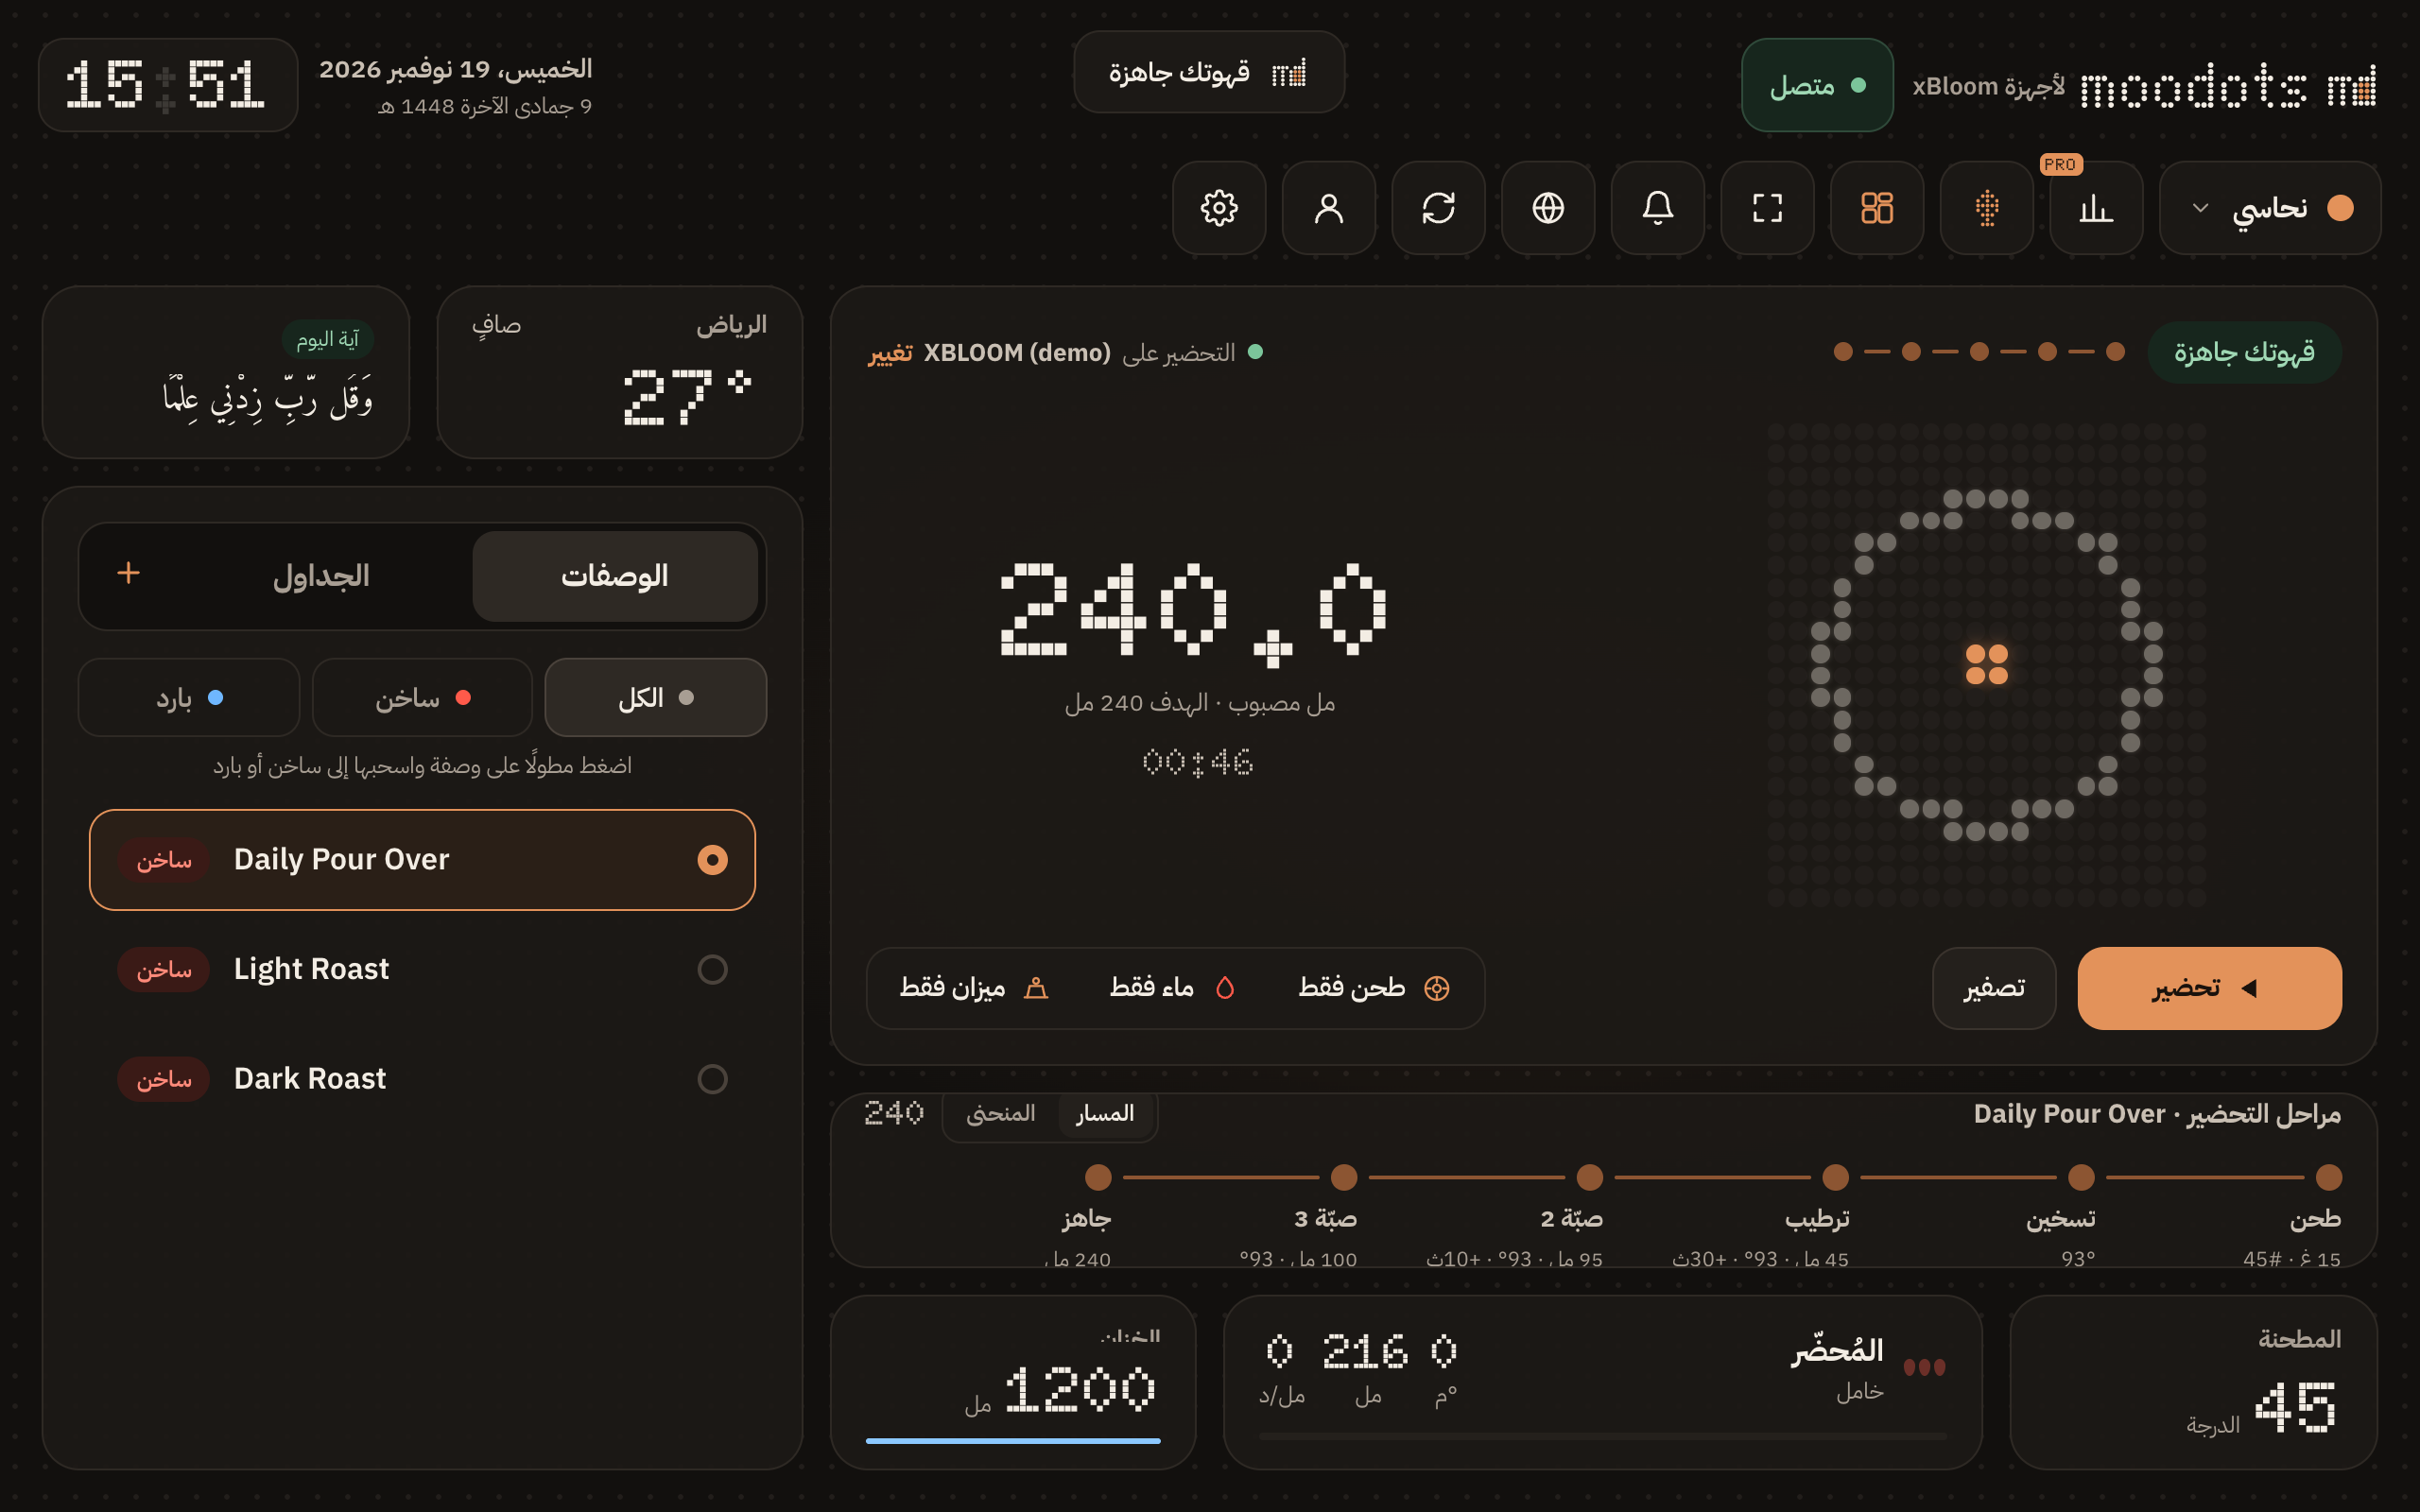 moodots
لأجهزة xBloom
متصل
قهوتك جاهزة
الخميس، 19 نوفمبر 2026
9 جمادى الآخرة 1448 هـ
15:51
نحاسي
PRO
قهوتك جاهزة
التحضير على XBLOOM (demo) تغيير
240.0
مل مصبوب · الهدف 240 مل
00:46
تحضير
تصفير
طحن فقط
ماء فقط
ميزان فقط
مراحل التحضير · Daily Pour Over
المسار
المنحنى
240
طحن
تسخين
ترطيب
صبّة 2
صبّة 3
جاهز
15 غ · #45
93°
45 مل · 93° · +30ث
95 مل · 93° · +10ث
100 مل · 93°
240 مل
المطحنة
45 الدرجة
المُحضّر
خامل
0 216 0
°م
مل
مل/د
الخزان
1200 مل
الرياض
صافٍ
27°
آية اليوم
وَقُل رَّبِّ زِدْنِي عِلْمًا
الوصفات
الجداول
+
الكل
ساخن
بارد
اضغط مطولًا على وصفة واسحبها إلى ساخن أو بارد
Daily Pour Over
ساخن
Light Roast
ساخن
Dark Roast
ساخن